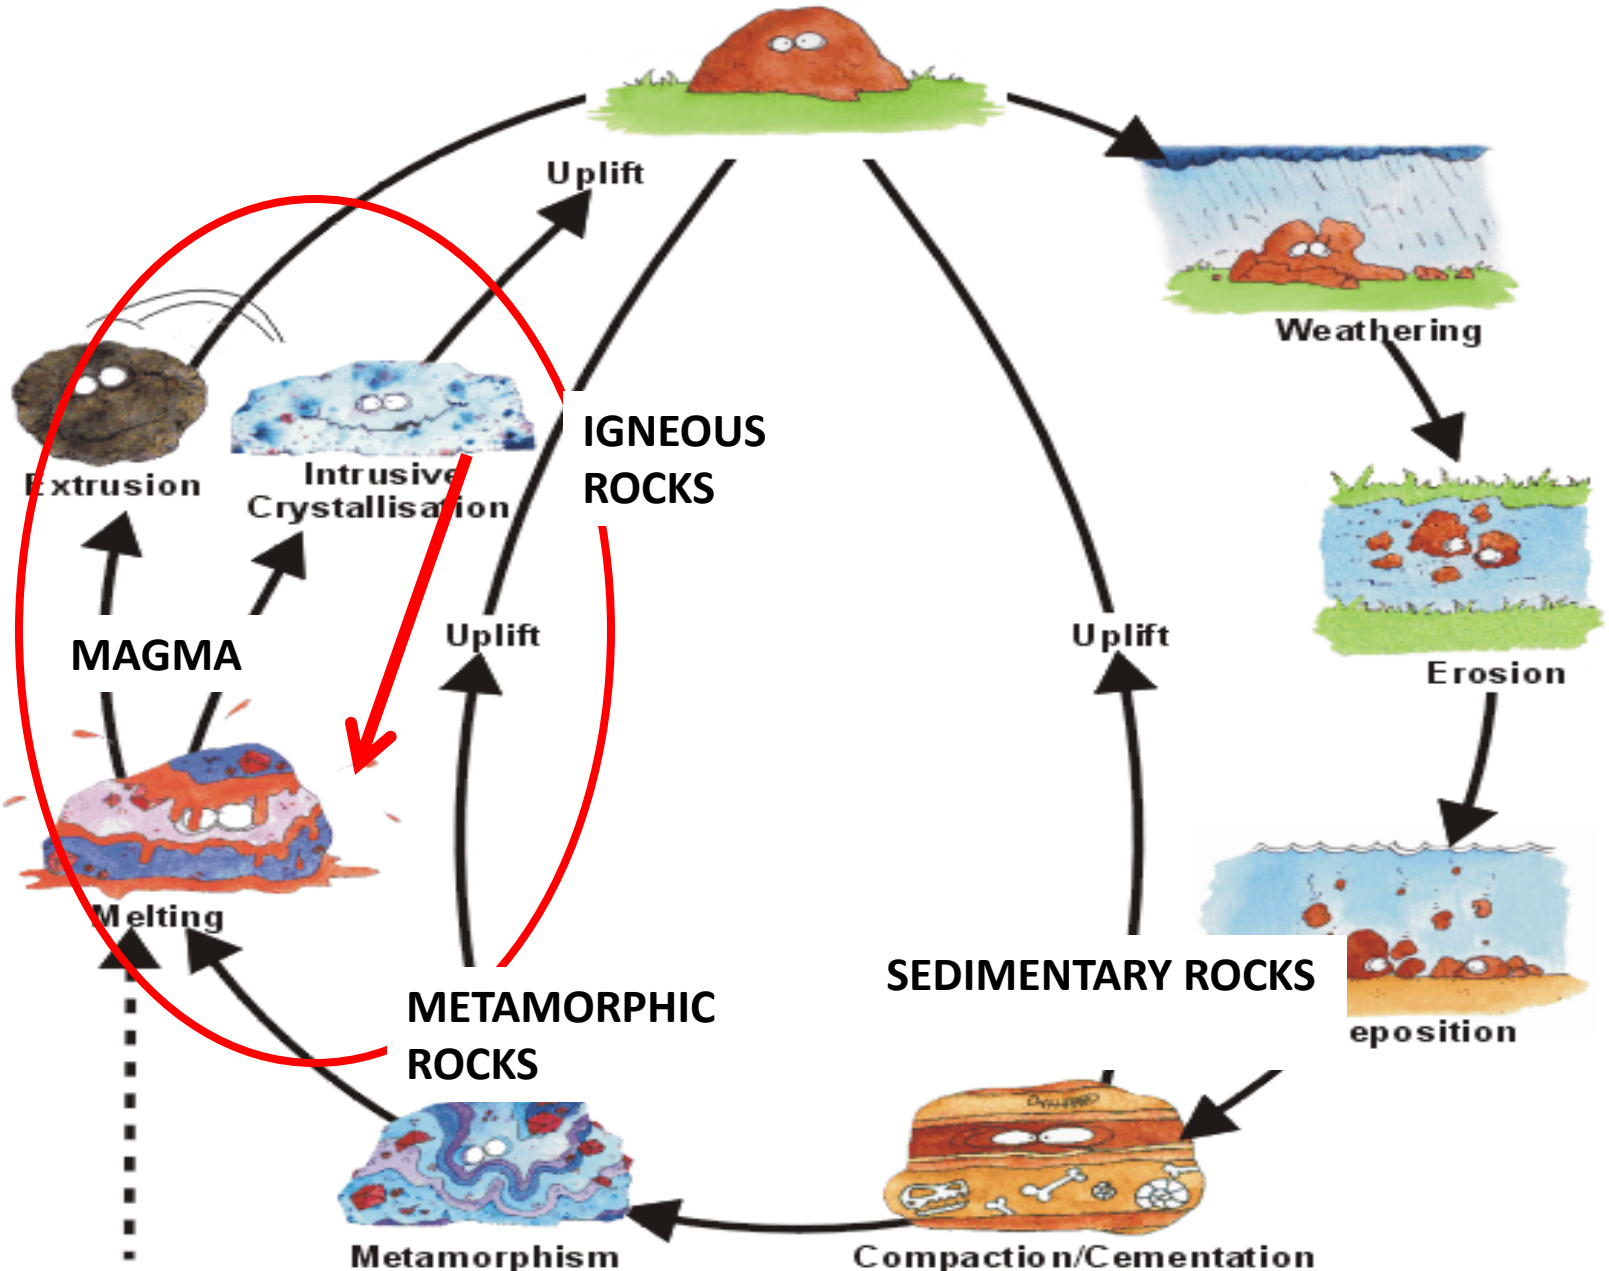 Uplift
Weathering
IGNEOUS
ROCKS
Extrusion
Intrusive
Crystallisation
MAGMA
Uplift
Uplift
Erosion
Melting
SEDIMENTARY ROCKS
METAMORPHIC
ROCKS
eposition
Metamorphism
Compaction/Cementation